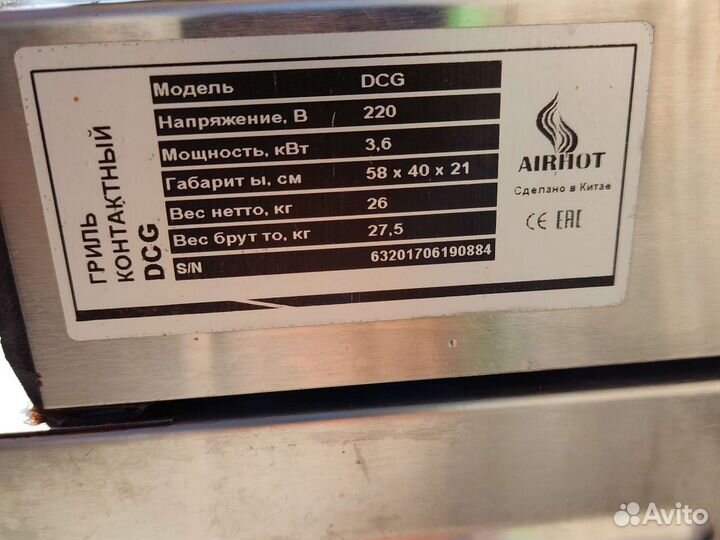 ГРИЛЬ
КОНТАКТНЫЙ
DCG
Модель DCG
Напряжение, В 220
Мощность, кВт 3,6
Габарит ы, см 58 x 40 x 21
Вес нетто, кг 26
Вес брут то, кг 27,5
S/N 63201706190884
AIRHOT
Сделано в Китае
CE EAC
Avito